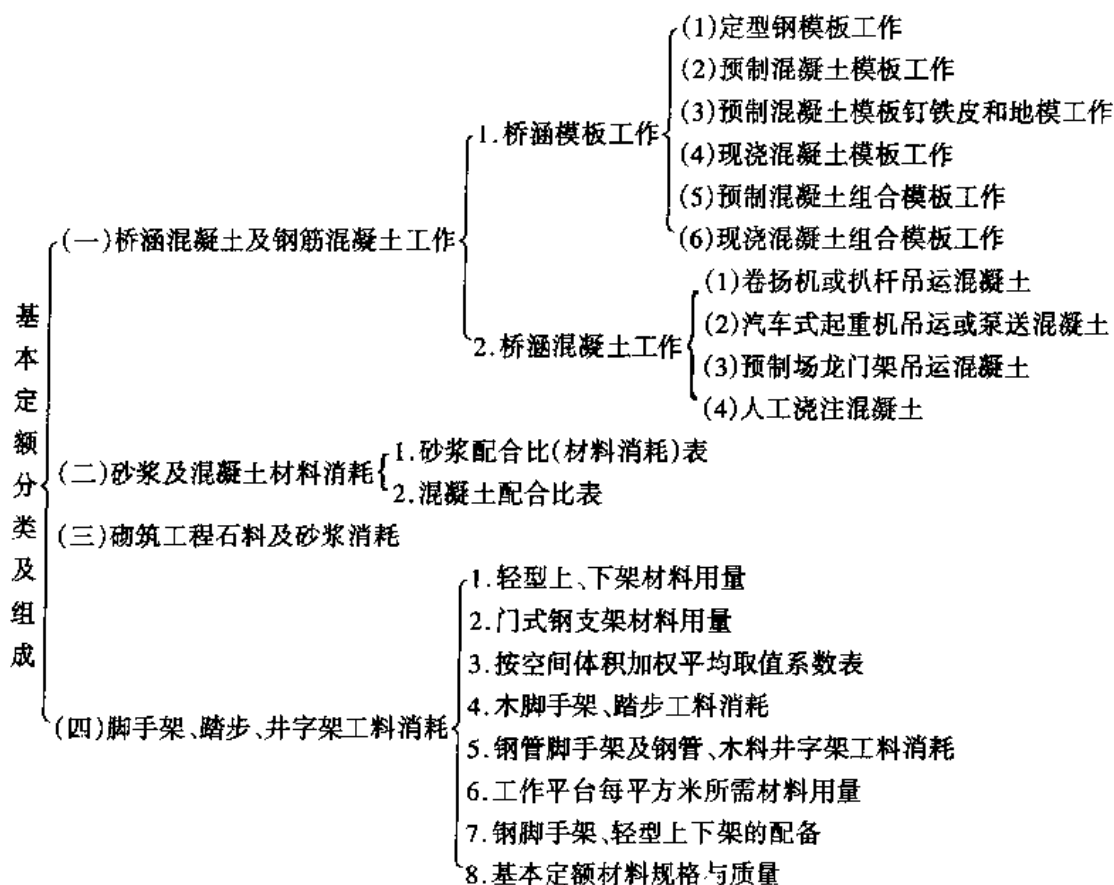 基本定额分类及组成
(一)桥涵混凝土及钢筋混凝土工作
1.桥涵模板工作
(1)定型钢模板工作
(2)预制混凝土模板工作
(3)预制混凝土模板钉铁皮和地模工作
(4)现浇混凝土模板工作
(5)预制混凝土组合模板工作
(6)现浇混凝土组合模板工作
2.桥涵混凝土工作
(1)卷扬机或扒杆吊运混凝土
(2)汽车式起重机吊运或泵送混凝土
(3)预制场龙门架吊运混凝土
(4)人工浇注混凝土
(二)砂浆及混凝土材料消耗
1.砂浆配合比(材料消耗)表
2.混凝土配合比表
(三)砌筑工程石料及砂浆消耗
(四)脚手架、踏步、井字架工料消耗
1.轻型上、下架材料用量
2.门式钢支架材料用量
3.按空间体积加权平均取值系数表
4.木脚手架、踏步工料消耗
5.钢管脚手架及钢管、木料井字架工料消耗
6.工作平台每平方米所需材料用量
7.钢脚手架、轻型上下架的配备
8.基本定额材料规格与质量